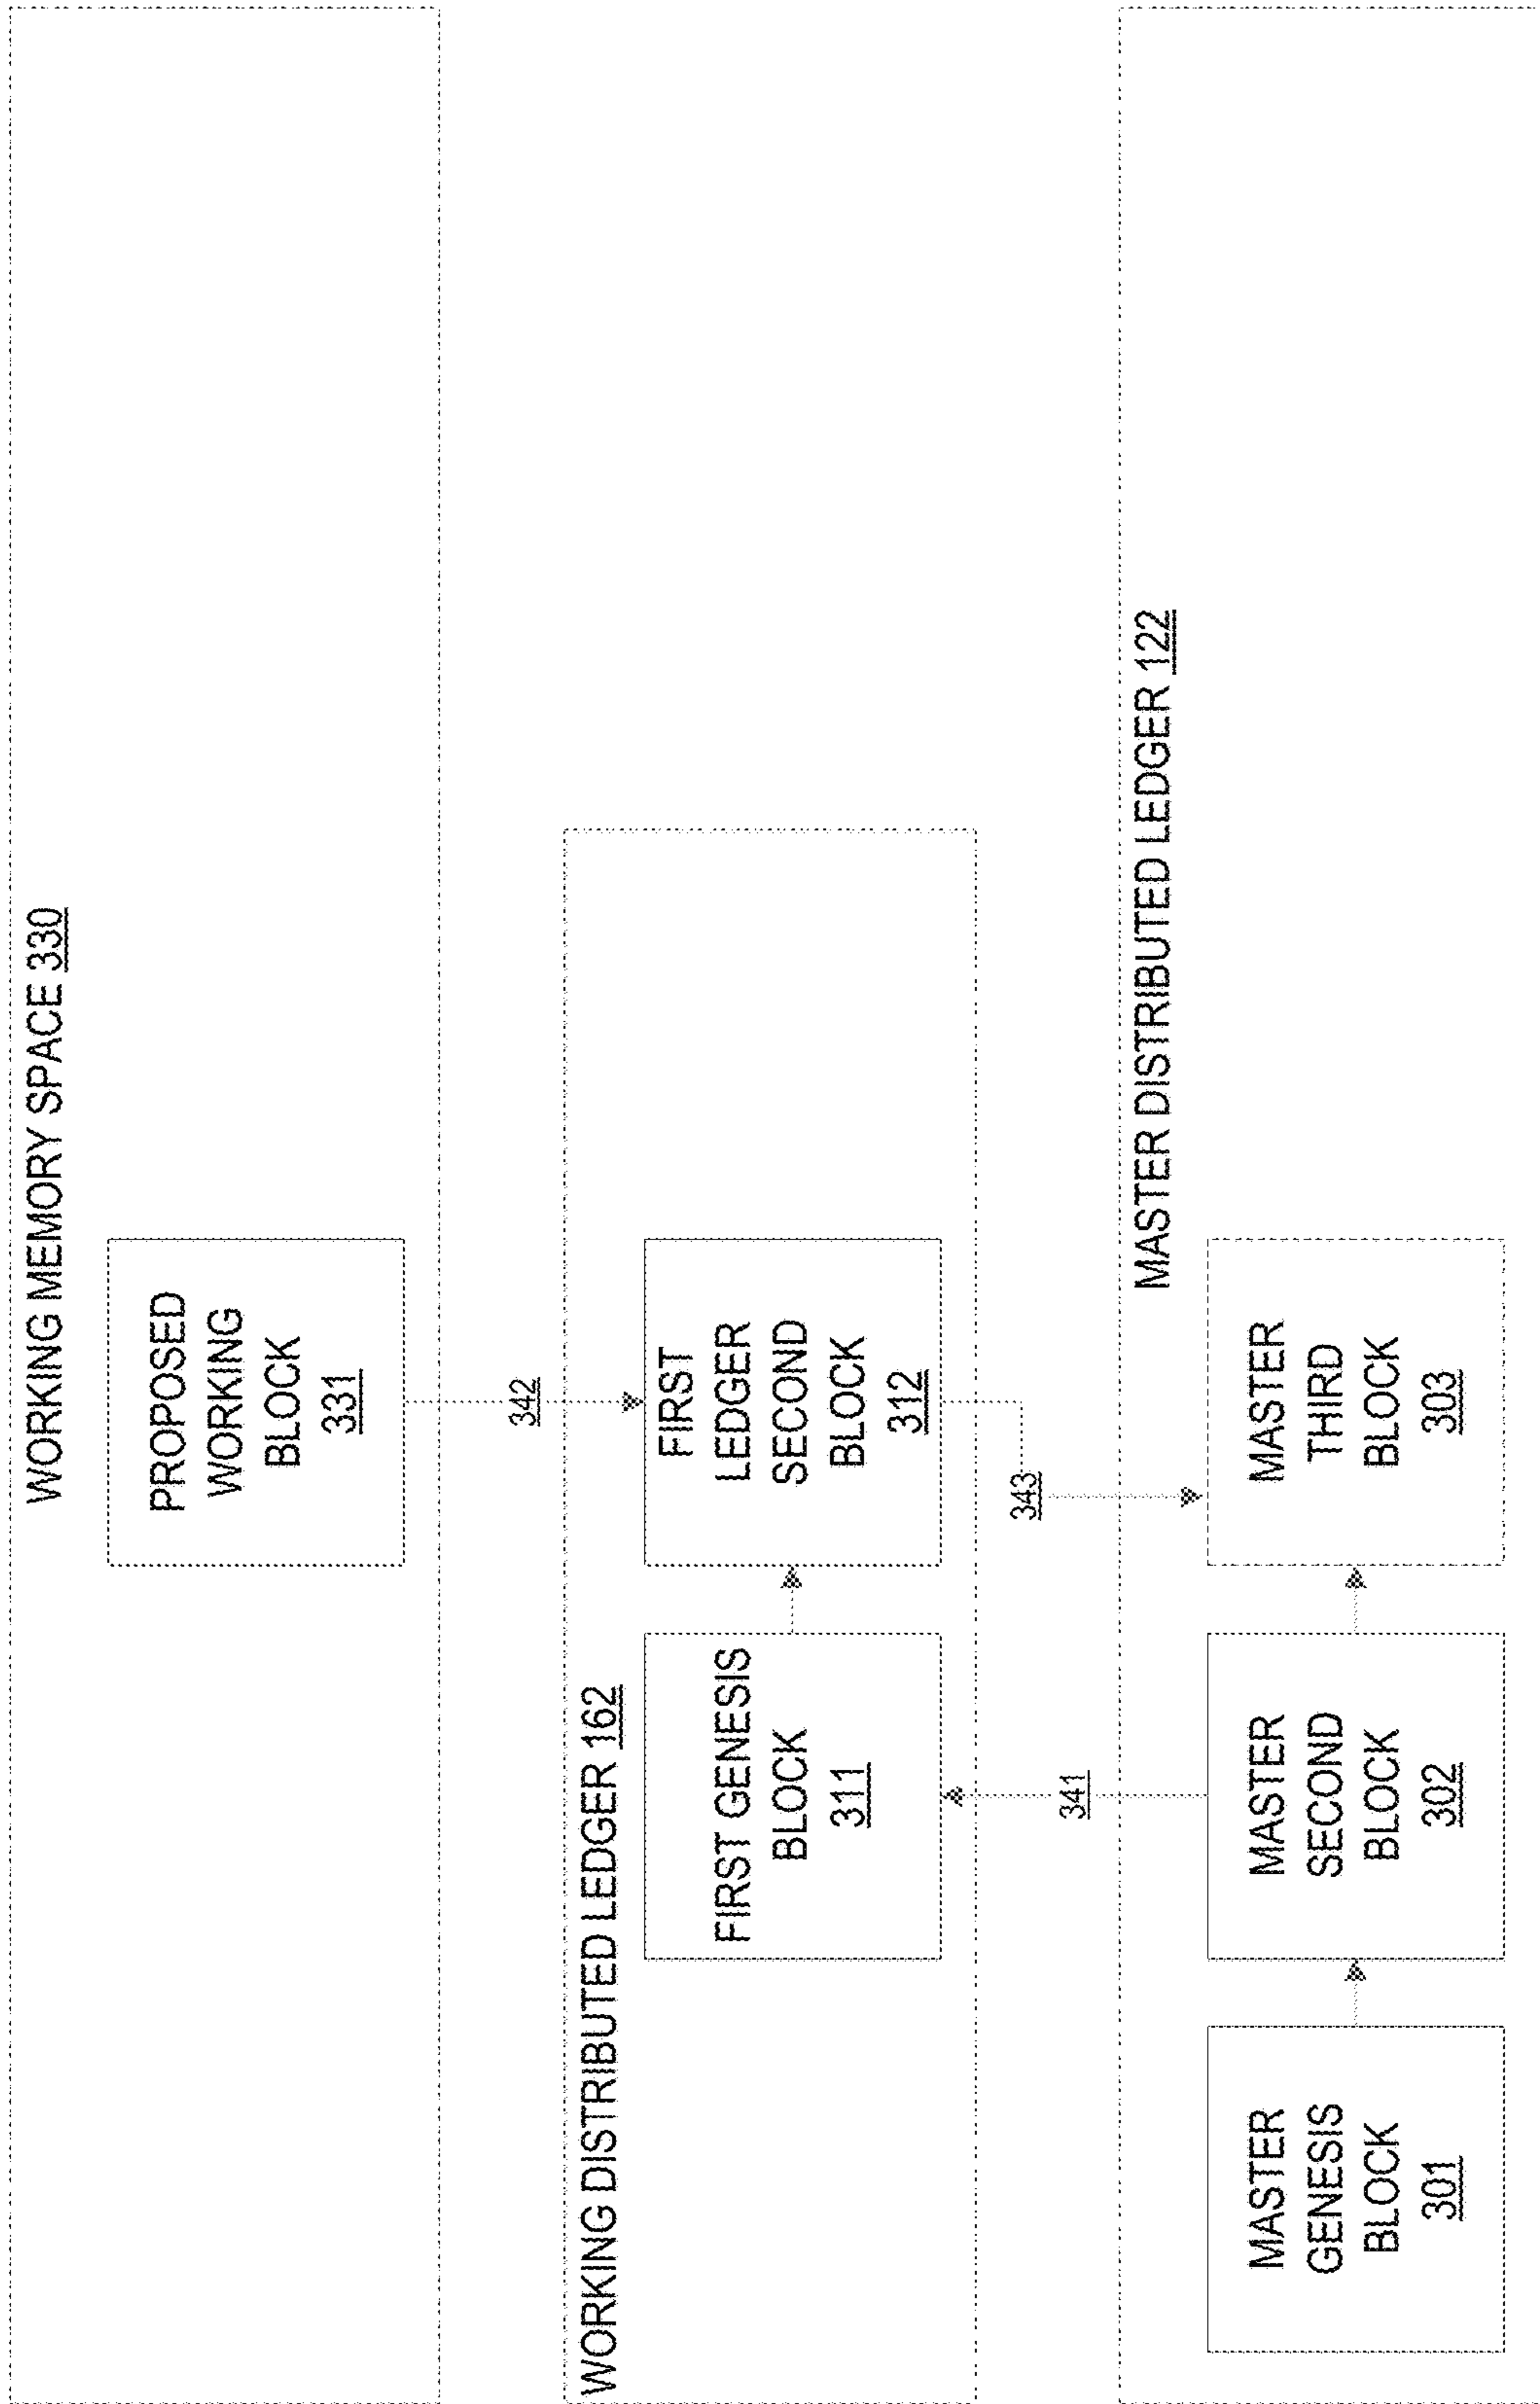 WORKING MEMORY SPACE 330
PROPOSED
WORKING
BLOCK
331
342
WORKING DISTRIBUTED LEDGER 162
FIRST GENESIS
BLOCK
311
FIRST
LEDGER
SECOND
BLOCK
312
341
343
MASTER DISTRIBUTED LEDGER 122
MASTER
GENESIS
BLOCK
301
MASTER
SECOND
BLOCK
302
MASTER
THIRD
BLOCK
303